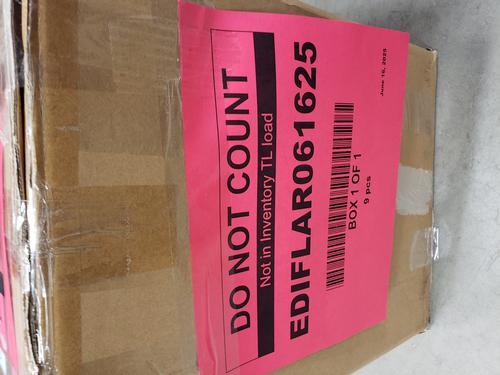 DO NOT COUNT
Not in Inventory TL load
EDIFLAR061625
BOX 1 OF 1
9 pcs
June 16, 2025